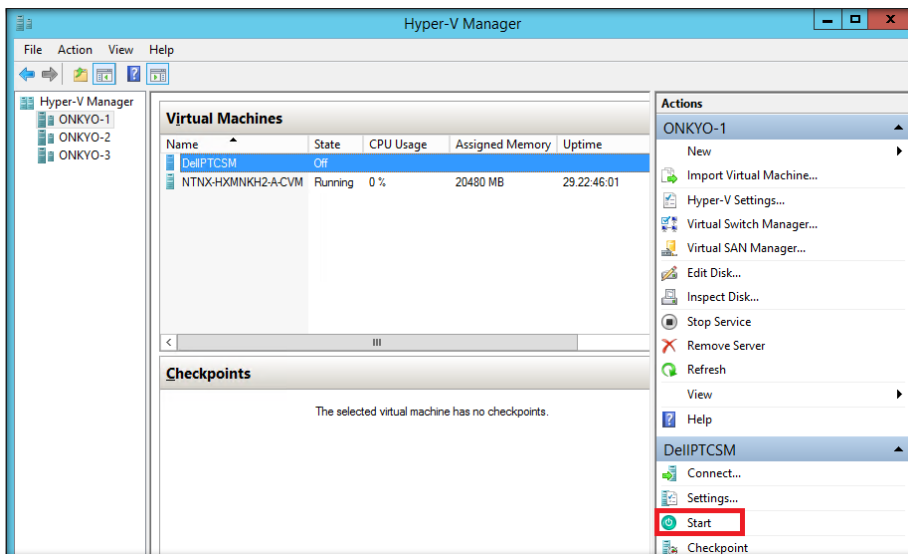 Hyper-V Manager
File Action View Help
Hyper-V Manager
ONKYO-1
ONKYO-2
ONKYO-3
Virtual Machines
Name State CPU Usage Assigned Memory Uptime
DellPTCSM Off
NTNX-HXMNKH2-A-CVM Running 0 % 20480 MB 29.22:46:01
Checkpoints
The selected virtual machine has no checkpoints.
Actions
ONKYO-1
New
Import Virtual Machine...
Hyper-V Settings...
Virtual Switch Manager...
Virtual SAN Manager...
Edit Disk...
Inspect Disk...
Stop Service
Remove Server
Refresh
View
Help
DellPTCSM
Connect...
Settings...
Start
Checkpoint